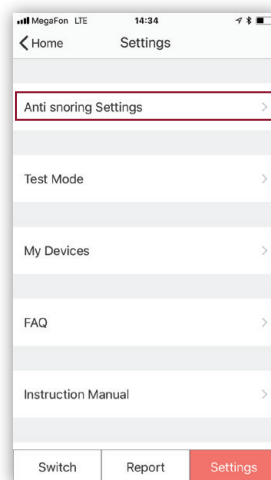 MegaFon LTE 14:34
Home Settings
Anti snoring Settings
Test Mode
My Devices
FAQ
Instruction Manual
Switch Report Settings